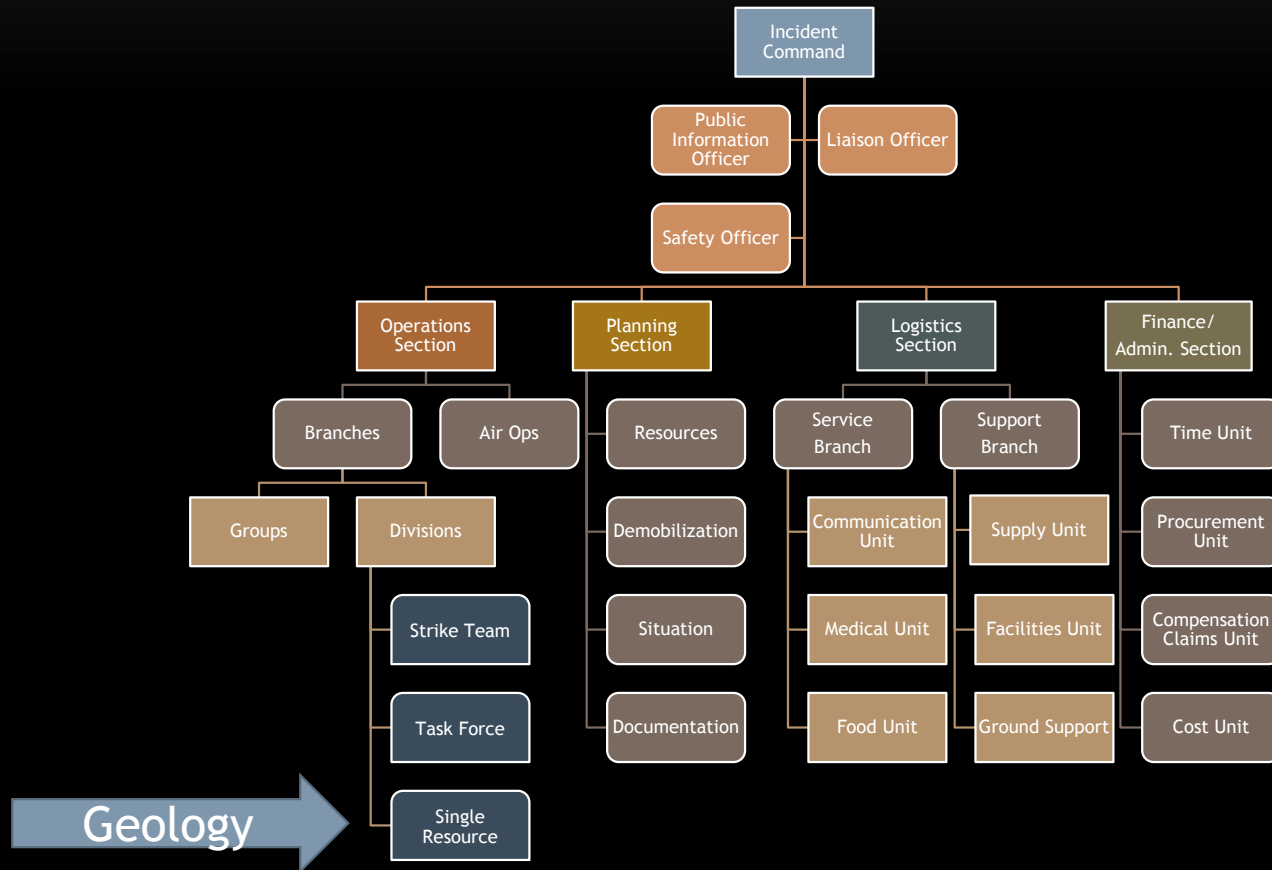 Incident
Command
Public
Information
Officer
Liaison Officer
Safety Officer
Operations
Section
Planning
Section
Logistics
Section
Finance/
Admin. Section
Branches
Air Ops
Resources
Service
Branch
Support
Branch
Time Unit
Groups
Divisions
Demobilization
Communication
Unit
Supply Unit
Procurement
Unit
Strike Team
Situation
Medical Unit
Facilities Unit
Compensation
Claims Unit
Task Force
Documentation
Food Unit
Ground Support
Cost Unit
Geology
Single
Resource